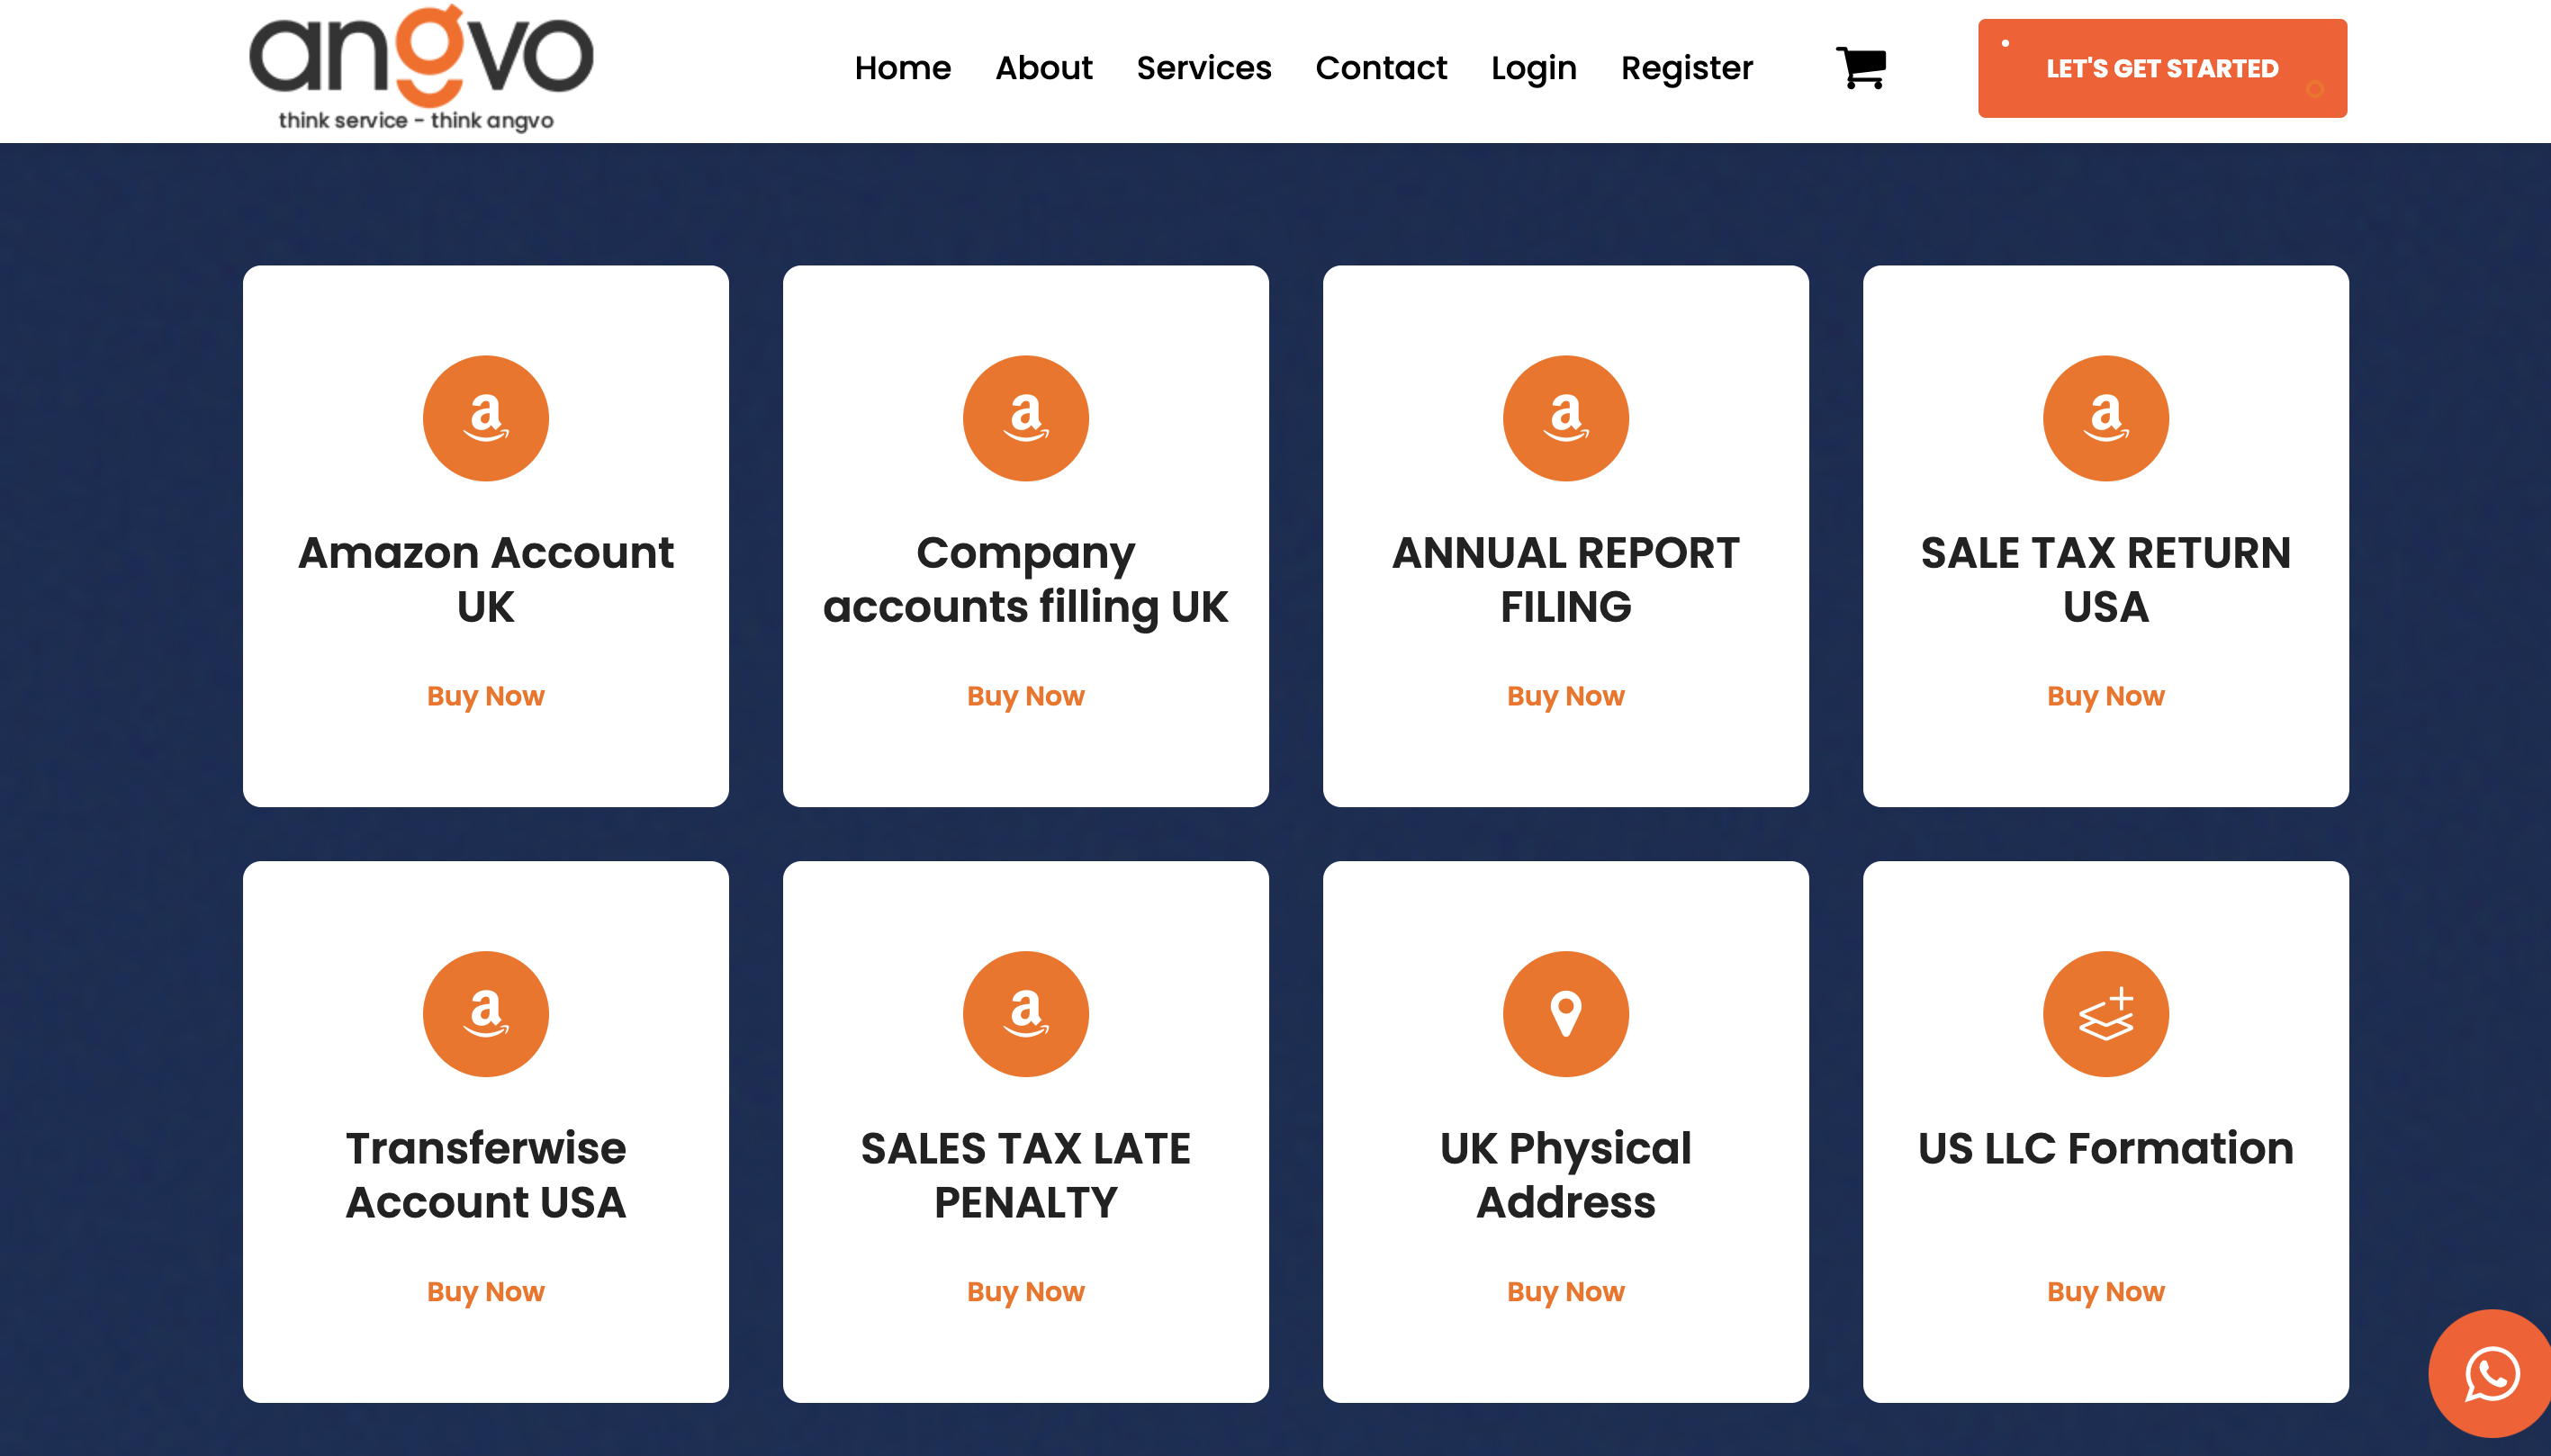 angvo
think service - think angvo
Home About Services Contact Login Register
LET'S GET STARTED
Amazon Account
UK
Buy Now
Company
accounts filling UK
Buy Now
ANNUAL REPORT
FILING
Buy Now
SALE TAX RETURN
USA
Buy Now
Transferwise
Account USA
Buy Now
SALES TAX LATE
PENALTY
Buy Now
UK Physical
Address
Buy Now
US LLC Formation
Buy Now